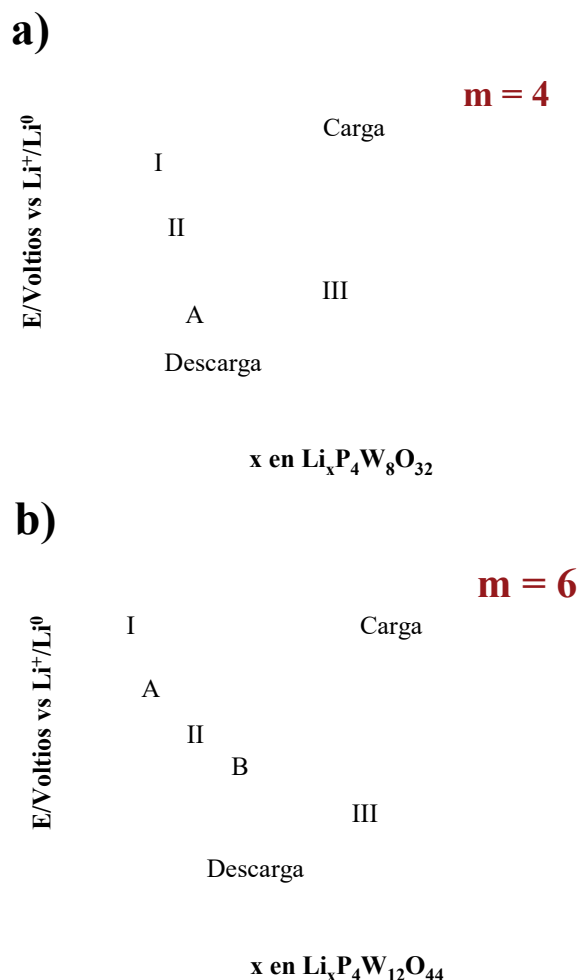 a)
m = 4
Carga
I
II
III
A
Descarga
E/Voltios vs Li⁺/Li⁰
x en LiₓP₄W₈O₃₂
b)
m = 6
I
Carga
A
II
B
III
Descarga
E/Voltios vs Li⁺/Li⁰
x en LiₓP₄W₁₂O₄₄